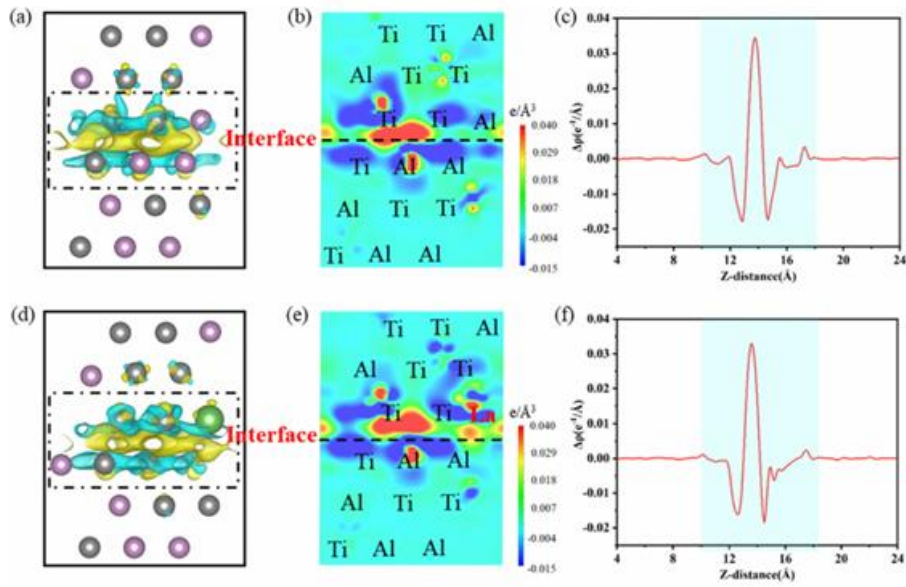 (a)
(b)
(c)
Ti Ti Al
Al Ti Ti
Ti Ti Al
Interface
Ti Al Ti
Al Ti Ti
Ti Al Al
e/Å³
0.040
0.029
0.018
0.007
-0.004
-0.015
Δρ(e⁻¹/Å)
0.04
0.03
0.02
0.01
0.00
-0.01
-0.02
4 8 12 16 20 24
Z-distance(Å)
(d)
(e)
(f)
Ti Ti Al
Al Ti Ti
Ti Ti La
Interface
Ti Al Ti
Al Ti Ti
Ti Al Al
e/Å³
0.040
0.029
0.018
0.007
-0.004
-0.015
Δρ(e⁻¹/Å)
0.04
0.03
0.02
0.01
0.00
-0.01
-0.02
4 8 12 16 20 24
Z-distance(Å)